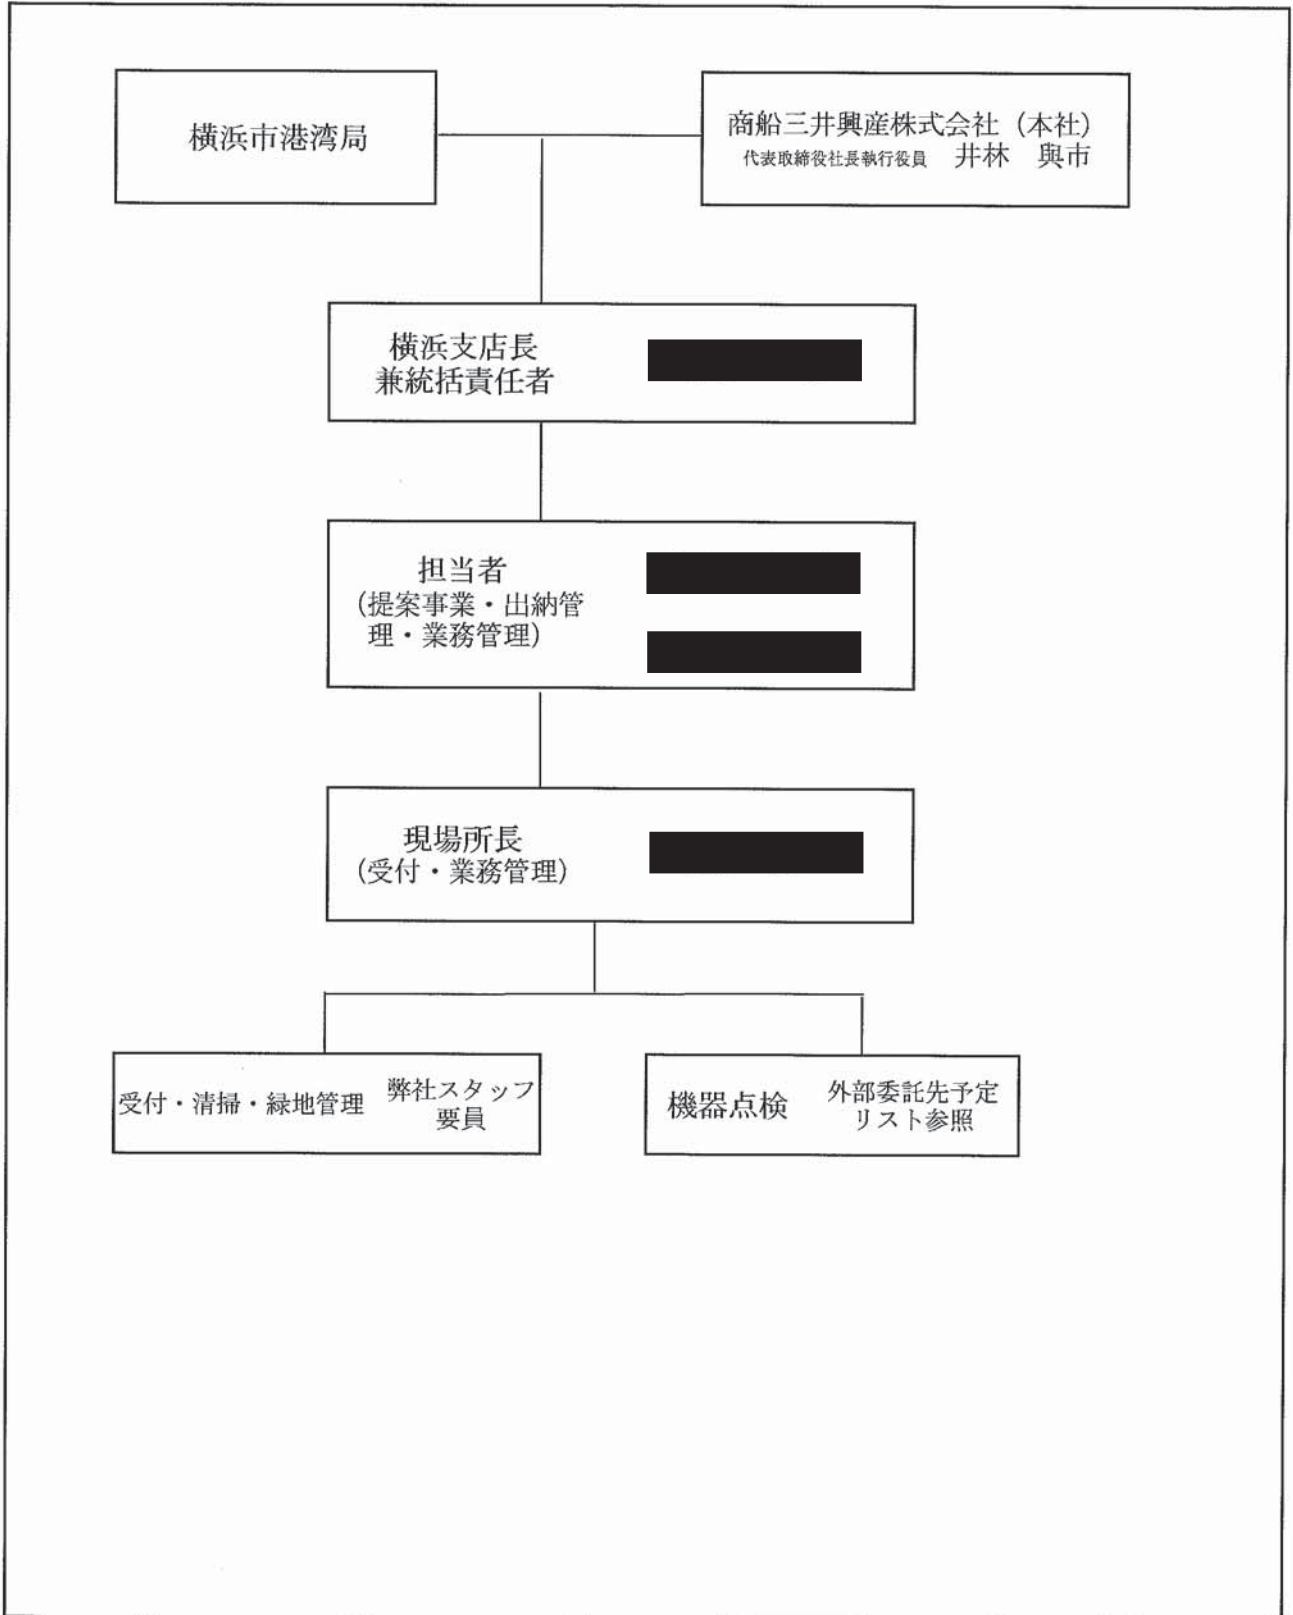 横浜市港湾局
商船三井興産株式会社（本社）
代表取締役社長執行役員　井林　與市
横浜支店長
兼統括責任者
担当者
（提案事業・出納管
理・業務管理）
現場所長
（受付・業務管理）
受付・清掃・緑地管理
弊社スタッフ
要員
機器点検
外部委託先予定
リスト参照